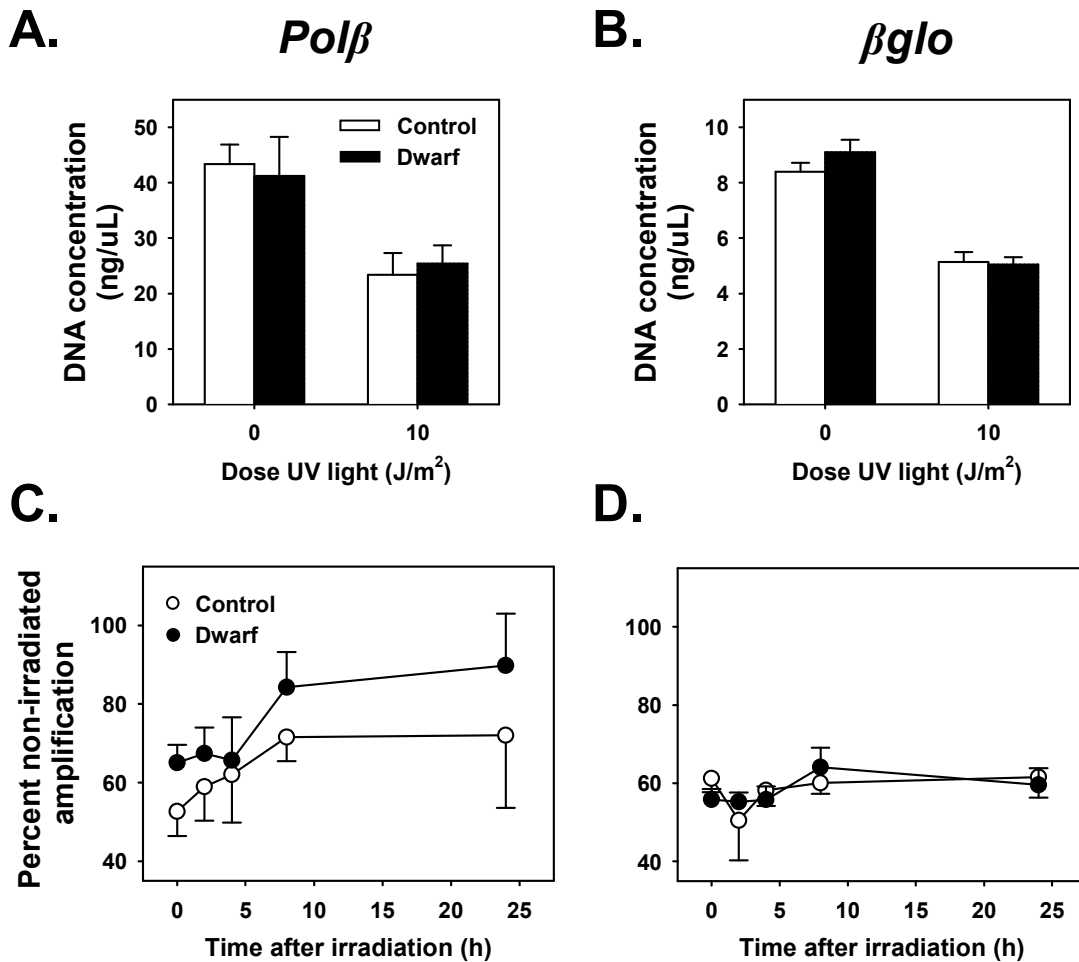 A.
Polβ
DNA concentration
(ng/uL)
50
40
30
20
10
0
Control
Dwarf
0
10
Dose UV light (J/m²)
B.
βglo
DNA concentration
(ng/uL)
10
8
6
4
2
0
0
10
Dose UV light (J/m²)
C.
Percent non-irradiated
amplification
100
80
60
40
Control
Dwarf
0 5 10 15 20 25
Time after irradiation (h)
D.
100
80
60
40
0 5 10 15 20 25
Time after irradiation (h)